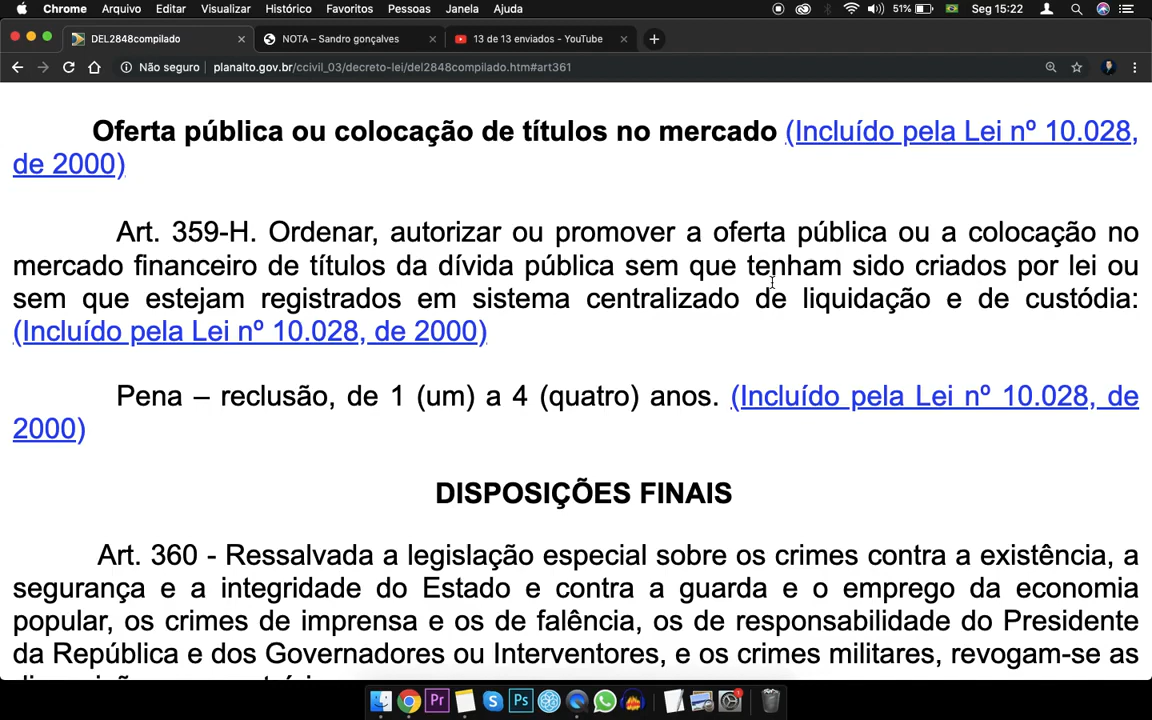 Chrome Arquivo Editar Visualizar Histórico Favoritos Pessoas Janela Ajuda 51% Seg 15:22
DEL2848compilado NOTA – Sandro gonçalves 13 de 13 enviados - YouTube
Não seguro planalto.gov.br/ccivil_03/decreto-lei/del2848compilado.htm#art361
Oferta pública ou colocação de títulos no mercado (Incluído pela Lei nº 10.028,
de 2000)
Art. 359-H. Ordenar, autorizar ou promover a oferta pública ou a colocação no
mercado financeiro de títulos da dívida pública sem que tenham sido criados por lei ou
sem que estejam registrados em sistema centralizado de liquidação e de custódia:
(Incluído pela Lei nº 10.028, de 2000)
Pena – reclusão, de 1 (um) a 4 (quatro) anos. (Incluído pela Lei nº 10.028, de
2000)
DISPOSIÇÕES FINAIS
Art. 360 - Ressalvada a legislação especial sobre os crimes contra a existência, a
segurança e a integridade do Estado e contra a guarda e o emprego da economia
popular, os crimes de imprensa e os de falência, os de responsabilidade do Presidente
da República e dos Governadores ou Interventores, e os crimes militares, revogam-se as
Pr Ps